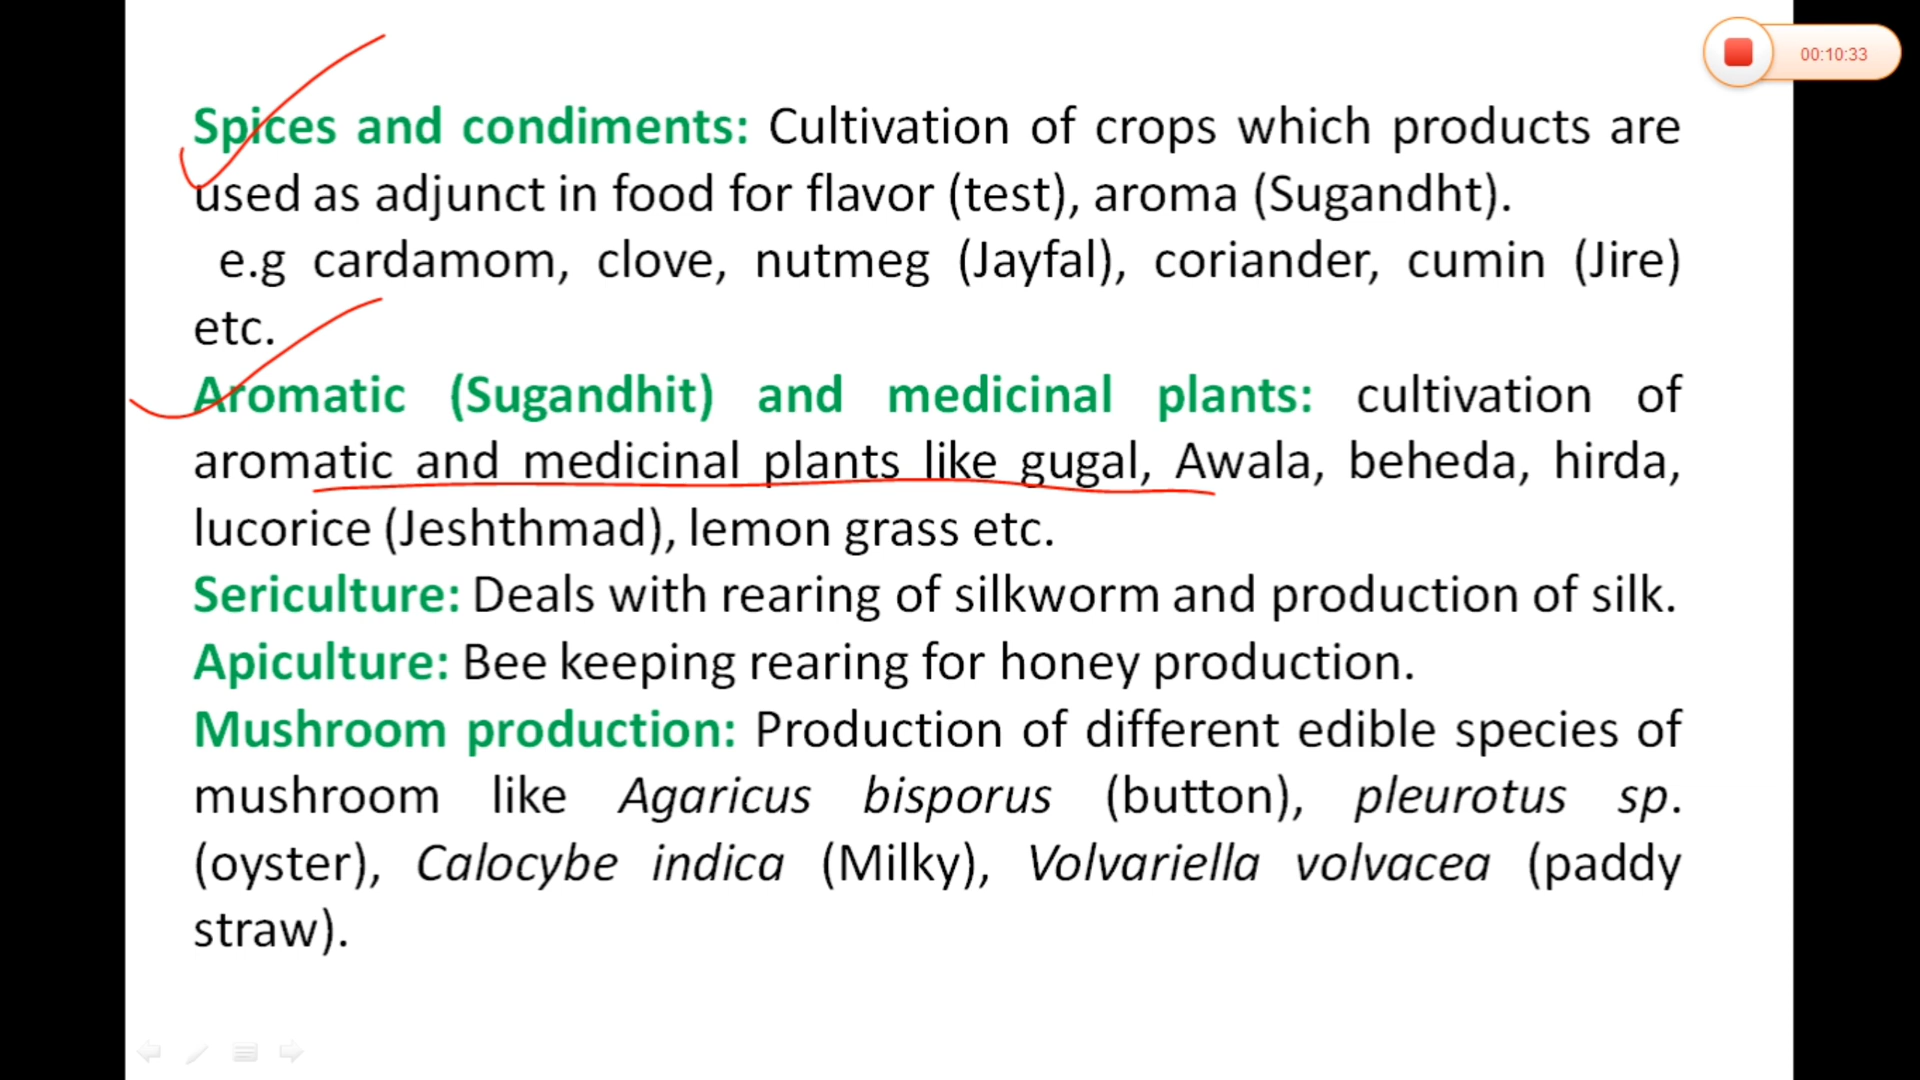 00:10:33
Spices and condiments: Cultivation of crops which products are
used as adjunct in food for flavor (test), aroma (Sugandht).
e.g cardamom, clove, nutmeg (Jayfal), coriander, cumin (Jire)
etc.
Aromatic (Sugandhit) and medicinal plants: cultivation of
aromatic and medicinal plants like gugal, Awala, beheda, hirda,
lucorice (Jeshthmad), lemon grass etc.
Sericulture: Deals with rearing of silkworm and production of silk.
Apiculture: Bee keeping rearing for honey production.
Mushroom production: Production of different edible species of
mushroom like Agaricus bisporus (button), pleurotus sp.
(oyster), Calocybe indica (Milky), Volvariella volvacea (paddy
straw).